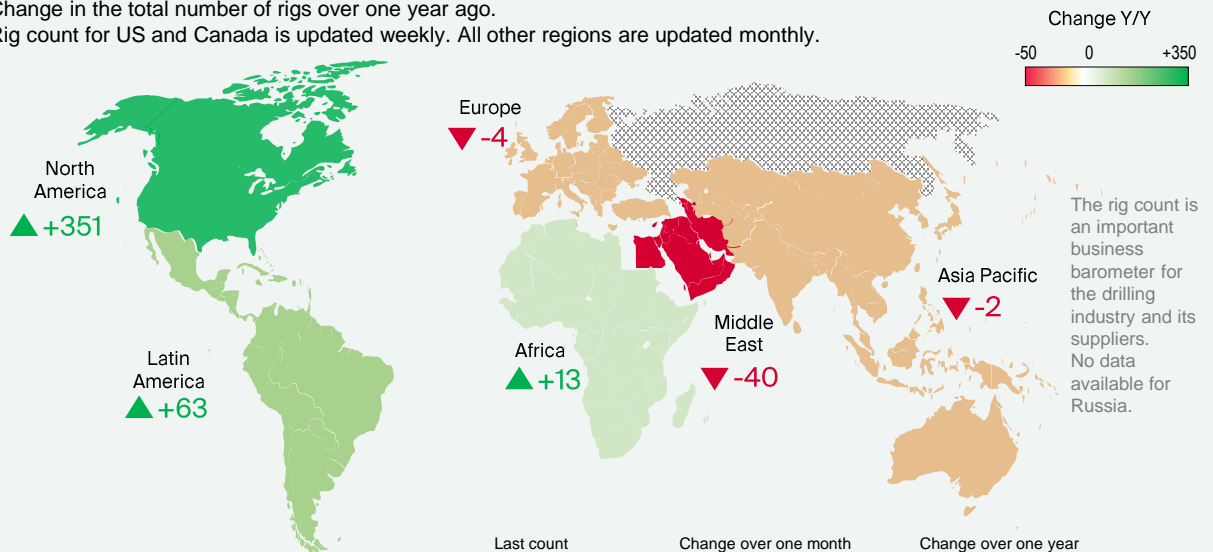 Change in the total number of rigs over one year ago.
Rig count for US and Canada is updated weekly. All other regions are updated monthly.
Change Y/Y
-50 0 +350
Europe
-4
North
America
+351
The rig count is
an important
business
barometer for
the drilling
industry and its
suppliers.
No data
available for
Russia.
Asia Pacific
-2
Middle
East
-40
Africa
+13
Latin
America
+63
Last count Change over one month Change over one year